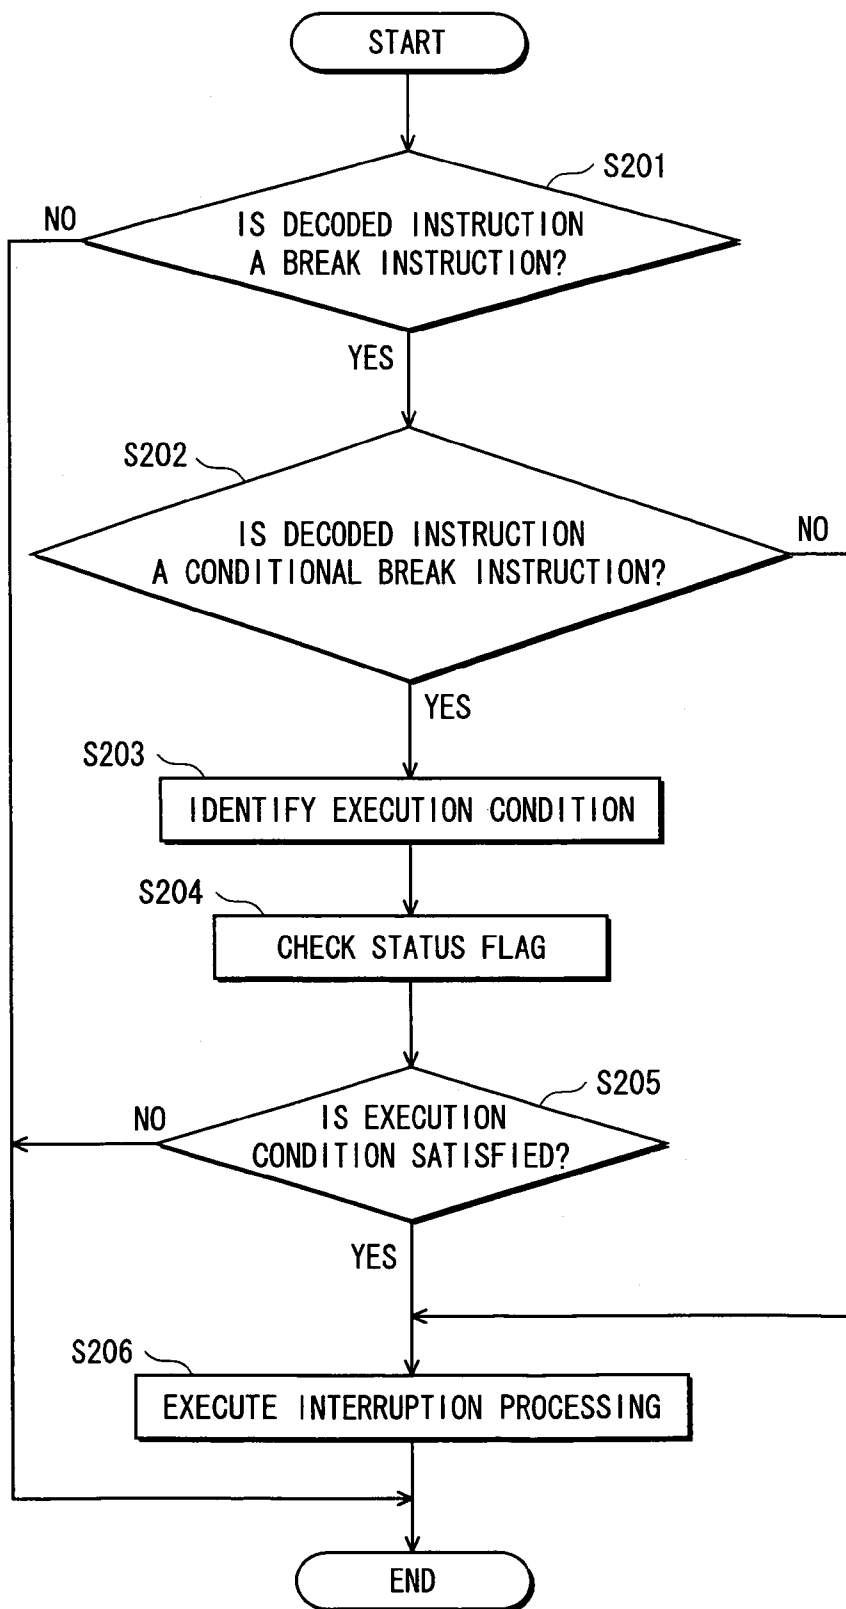 START
S201
NO
IS DECODED INSTRUCTION
A BREAK INSTRUCTION?
YES
S202
IS DECODED INSTRUCTION
A CONDITIONAL BREAK INSTRUCTION?
NO
YES
S203
IDENTIFY EXECUTION CONDITION
S204
CHECK STATUS FLAG
S205
NO
IS EXECUTION
CONDITION SATISFIED?
YES
S206
EXECUTE INTERRUPTION PROCESSING
END